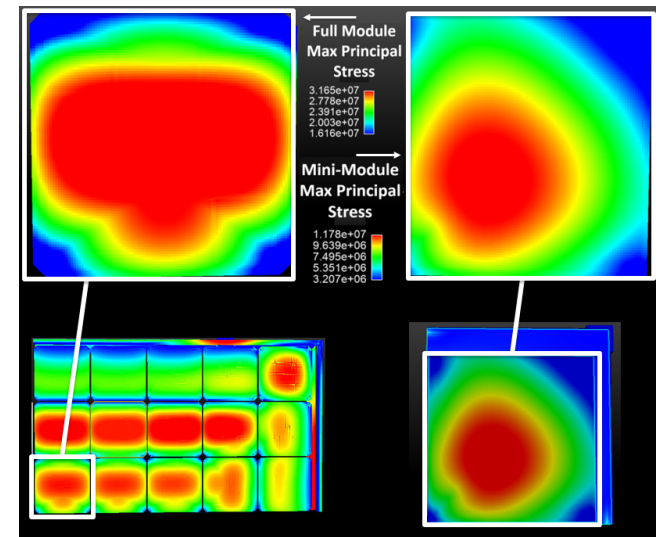 Full Module
Max Principal
Stress
3.165e+07
2.778e+07
2.391e+07
2.003e+07
1.616e+07
Mini-Module
Max Principal
Stress
1.178e+07
9.639e+06
7.495e+06
5.351e+06
3.207e+06